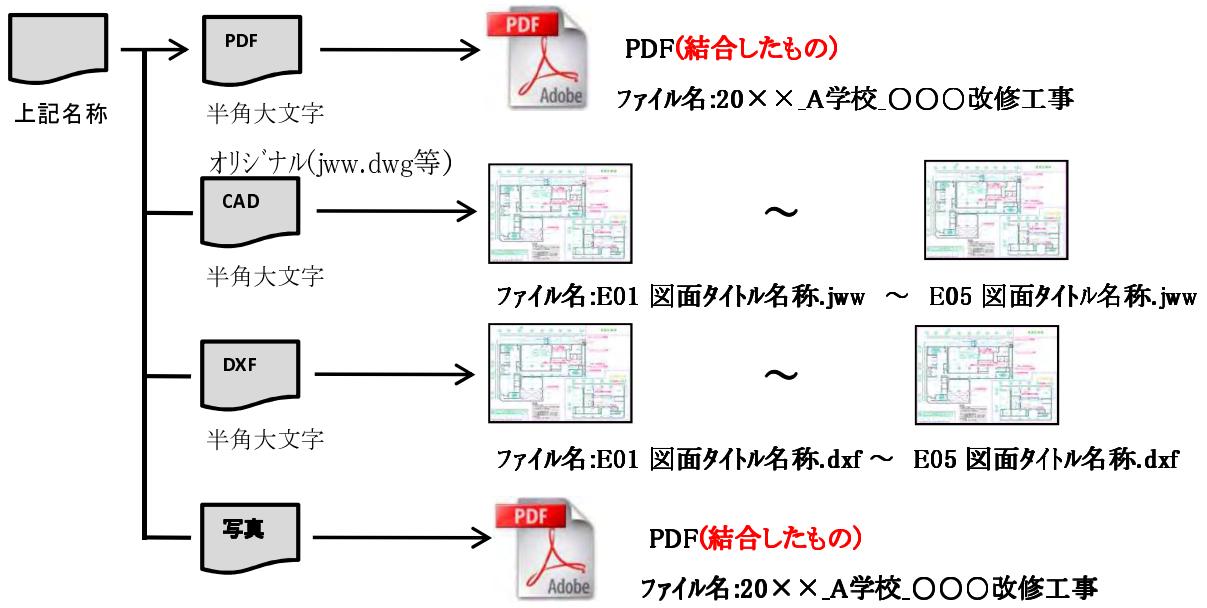 PDF
PDF
PDF(結合したもの)
上記名称
半角大文字
Adobe
ファイル名:20××_A学校_○○○改修工事
オリジナル(jww.dwg等)
CAD
～
半角大文字
ファイル名:E01 図面タイトル名称.jww ～ E05 図面タイトル名称.jww
DXF
～
半角大文字
ファイル名:E01 図面タイトル名称.dxf ～ E05 図面タイトル名称.dxf
写真
PDF
PDF(結合したもの)
Adobe
ファイル名:20××_A学校_○○○改修工事